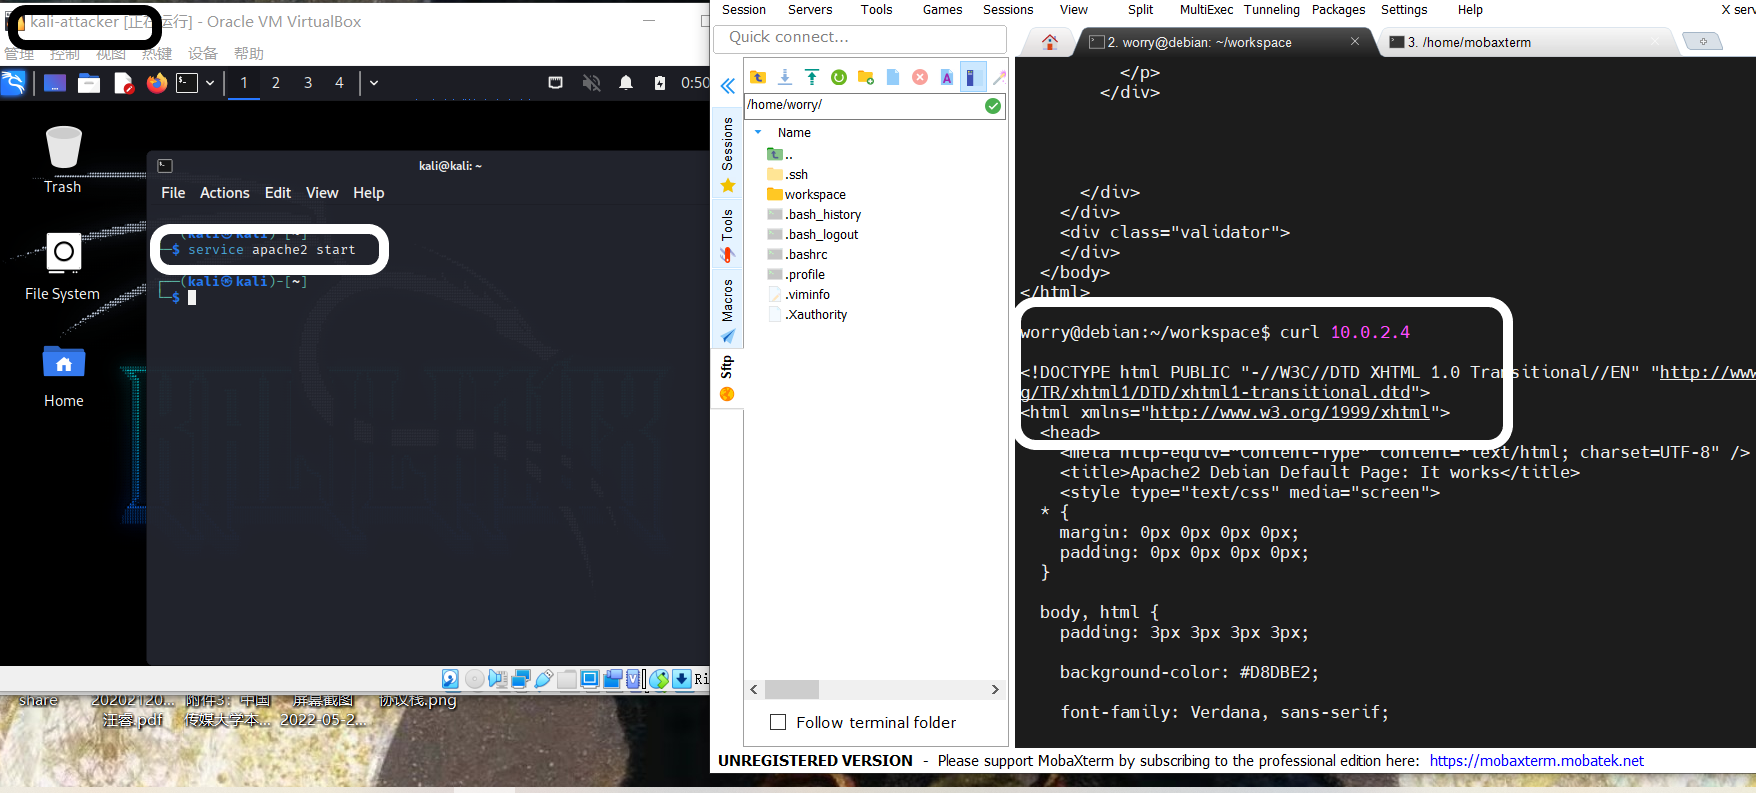 kali-attacker [正在运行] - Oracle VM VirtualBox
管理 控制 视图 热键 设备 帮助
1 2 3 4 0:50
Trash
File System
Home
kali@kali: ~
File Actions Edit View Help
(kali㉿kali)-[~]
└─$ service apache2 start
┌──(kali㉿kali)-[~]
└─$
share 20202120... 附件3：中国 屏幕截图 协议栈.png
汪蓉.pdf 传媒大学本... 2022-05-2...
Session Servers Tools Games Sessions View Split MultiExec Tunneling Packages Settings Help X serv
Quick connect...
2. worry@debian: ~/workspace
3. /home/mobaxterm
Sessions
Tools
Macros
Sftp
/home/worry/
Name
..
.ssh
workspace
.bash_history
.bash_logout
.bashrc
.profile
.viminfo
.Xauthority
Follow terminal folder
</p>
</div>
</div>
</div>
<div class="validator">
</div>
</body>
</html>
worry@debian:~/workspace$ curl 10.0.2.4
<!DOCTYPE html PUBLIC "-//W3C//DTD XHTML 1.0 Transitional//EN" "http://www
g/TR/xhtml1/DTD/xhtml1-transitional.dtd">
<html xmlns="http://www.w3.org/1999/xhtml">
<head>
<meta http-equiv="Content-Type" content="text/html; charset=UTF-8" />
<title>Apache2 Debian Default Page: It works</title>
<style type="text/css" media="screen">
* {
margin: 0px 0px 0px 0px;
padding: 0px 0px 0px 0px;
}
body, html {
padding: 3px 3px 3px 3px;
background-color: #D8DBE2;
font-family: Verdana, sans-serif;
UNREGISTERED VERSION - Please support MobaXterm by subscribing to the professional edition here: https://mobaxterm.mobatek.net